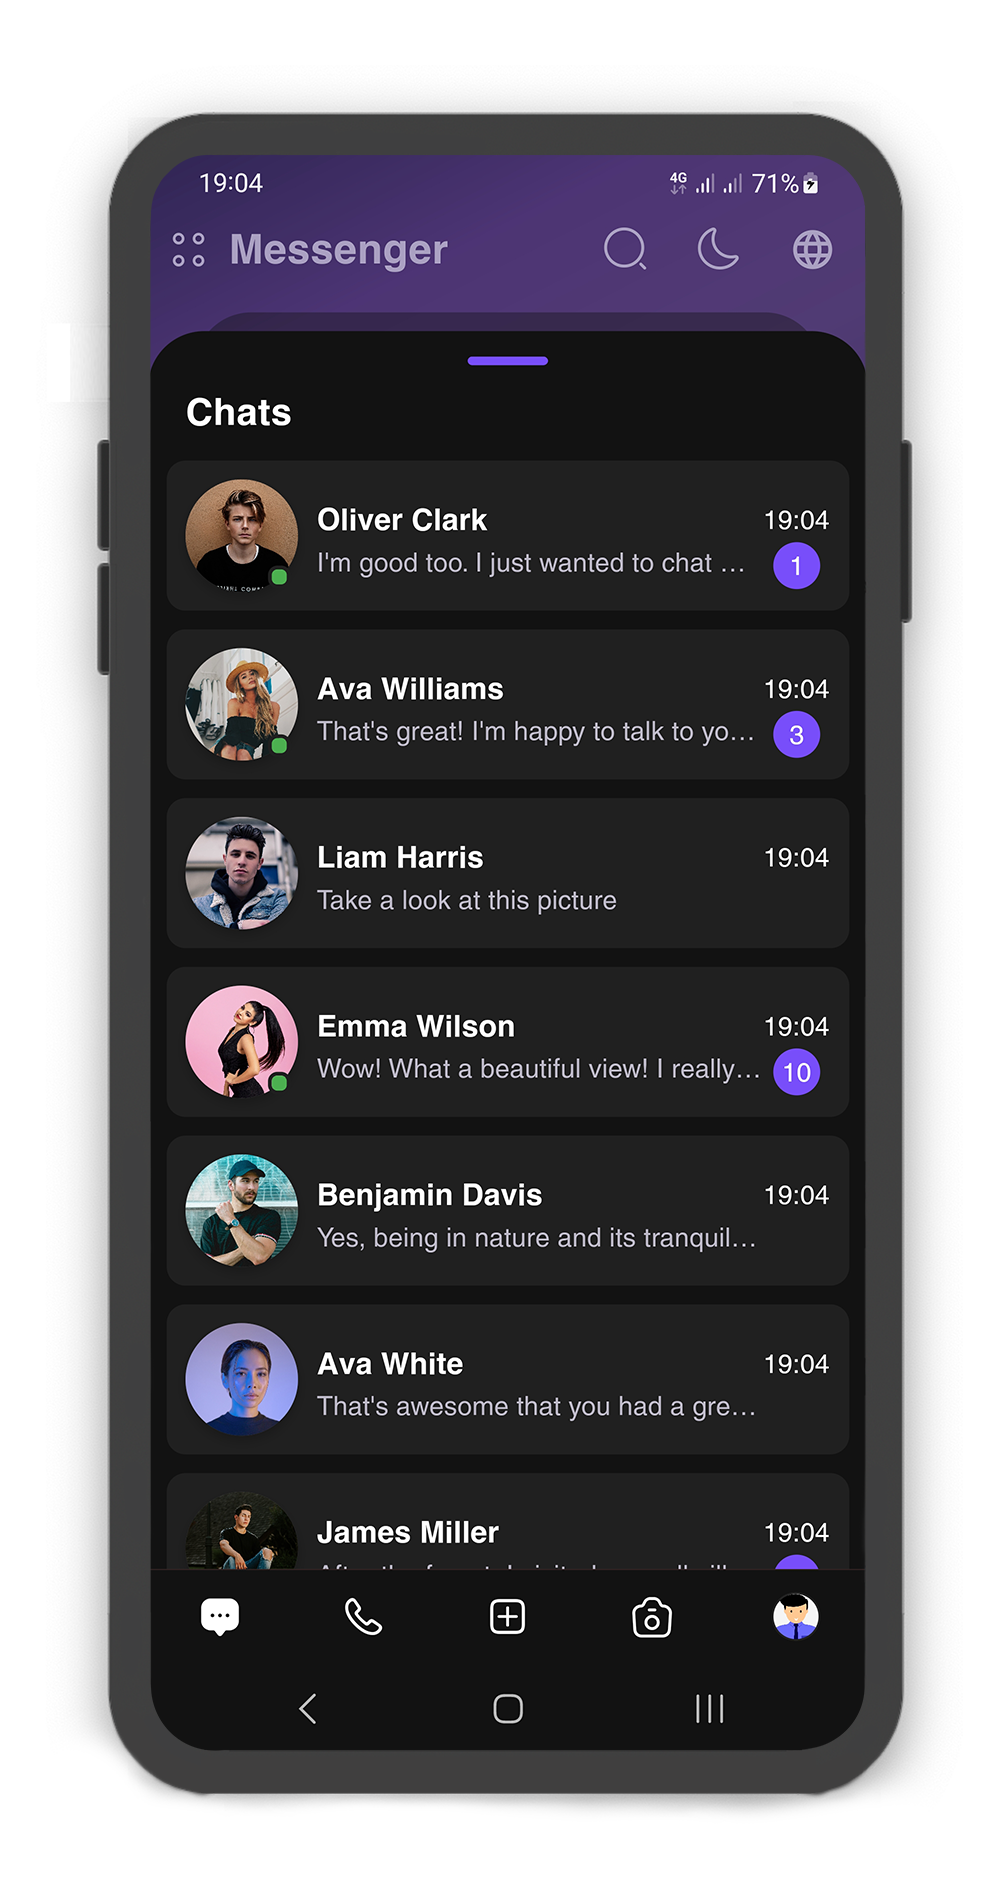 19:04 4G 71%
Messenger
Chats
Oliver Clark 19:04
I'm good too. I just wanted to chat ... 1
Ava Williams 19:04
That's great! I'm happy to talk to yo... 3
Liam Harris 19:04
Take a look at this picture
Emma Wilson 19:04
Wow! What a beautiful view! I really... 10
Benjamin Davis 19:04
Yes, being in nature and its tranquil...
Ava White 19:04
That's awesome that you had a gre...
James Miller 19:04